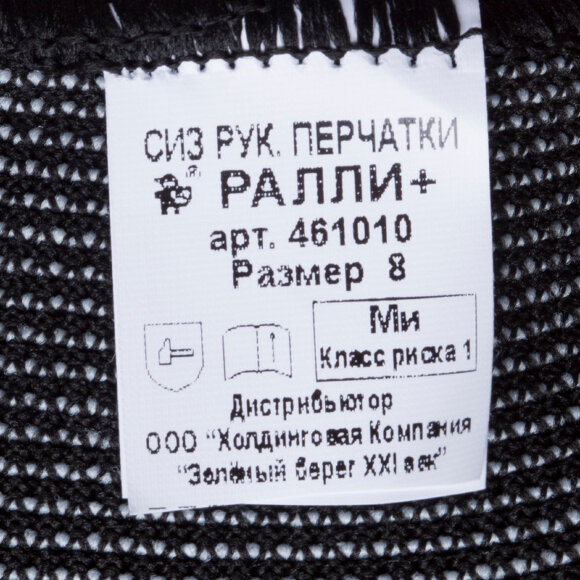 СИЗ РУК. ПЕРЧАТКИ
® РАЛЛИ+
арт. 461010
Размер 8
Ми
Класс риска 1
Дистрибьютор
ООО "Холдинговая Компания
"Зелёный берег XXI век"